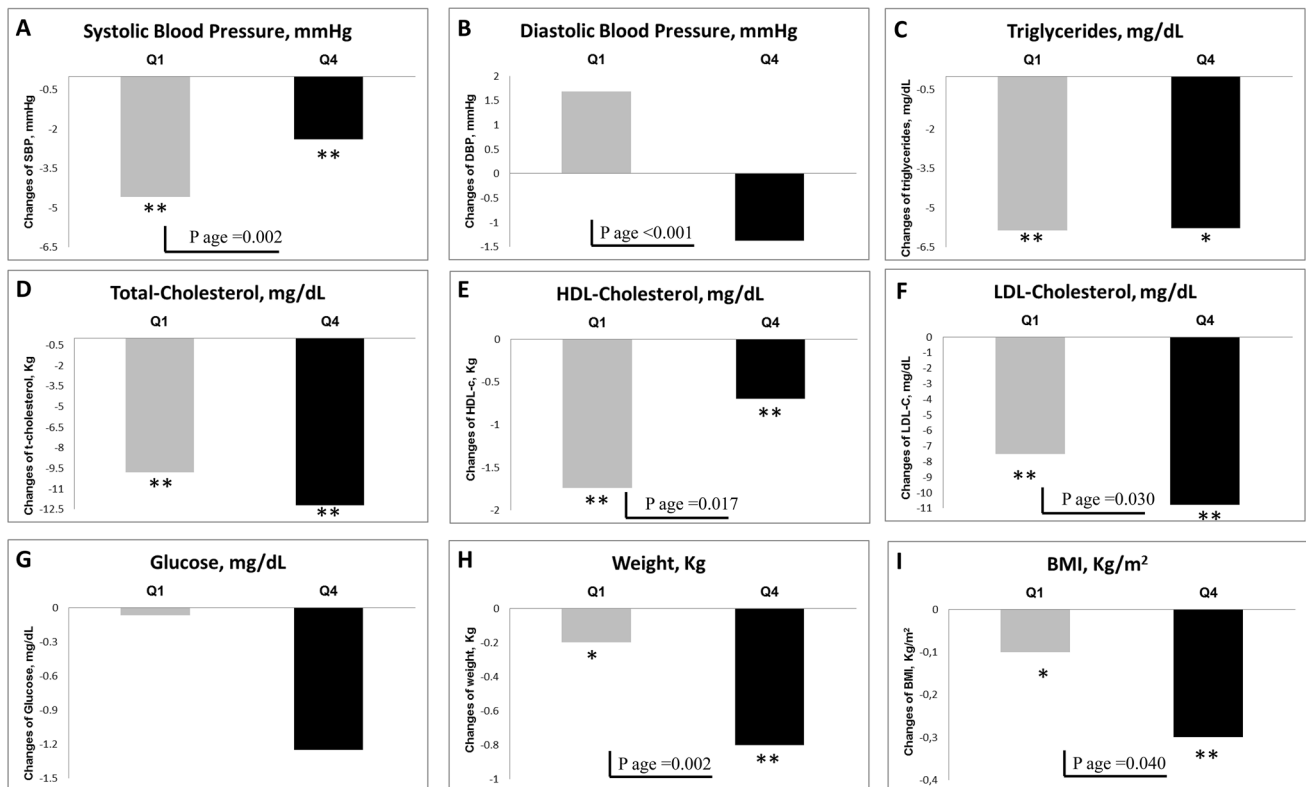 A
Systolic Blood Pressure, mmHg
Q1 Q4
Changes of SBP, mmHg
-0.5
-2
-3.5
-5
-6.5
**
**
P age =0.002
B
Diastolic Blood Pressure, mmHg
Q1 Q4
Changes of DBP, mmHg
2
1.5
1
0.5
0
-0.5
-1
-1.5
P age <0.001
C
Triglycerides, mg/dL
Q1 Q4
Changes of triglycerides, mg/dL
-0.5
-2
-3.5
-5
-6.5
** *
D
Total-Cholesterol, mg/dL
Q1 Q4
Changes of t-cholesterol, Kg
-0.5
-2
-3.5
-5
-6.5
-8
-9.5
-11
-12.5
**
**
E
HDL-Cholesterol, mg/dL
Q1 Q4
Changes of HDL-c, Kg
0
-0.5
-1
-1.5
-2
**
**
P age =0.017
F
LDL-Cholesterol, mg/dL
Q1 Q4
Changes of LDL-C, mg/dL
0
-1
-2
-3
-4
-5
-6
-7
-8
-9
-10
-11
**
**
P age =0.030
G
Glucose, mg/dL
Q1 Q4
Changes of Glucose, mg/dL
0
-0.3
-0.6
-0.9
-1.2
-1.5
H
Weight, Kg
Q1 Q4
Changes of weight, Kg
0
-0.2
-0.4
-0.6
-0.8
-1
*
**
P age =0.002
I
BMI, Kg/m²
Q1 Q4
Changes of BMI, Kg/m²
0
-0,1
-0,2
-0,3
-0,4
*
**
P age =0.040